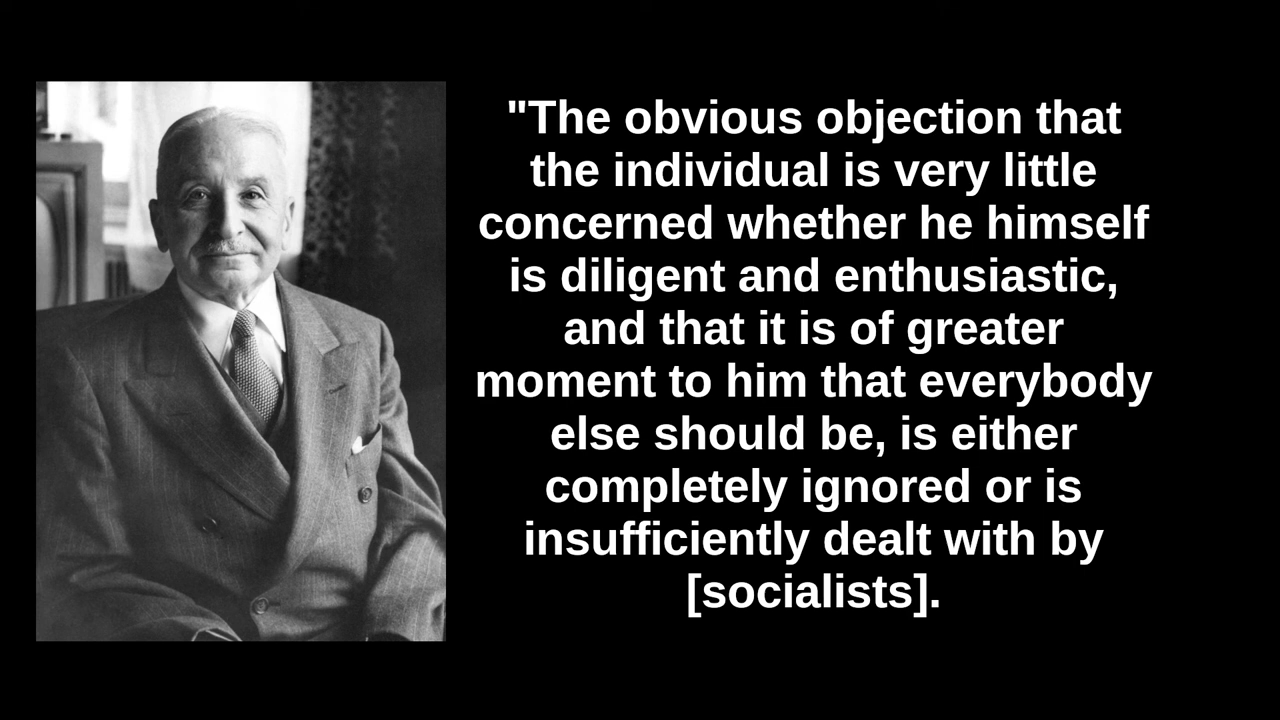 "The obvious objection that
the individual is very little
concerned whether he himself
is diligent and enthusiastic,
and that it is of greater
moment to him that everybody
else should be, is either
completely ignored or is
insufficiently dealt with by
[socialists].